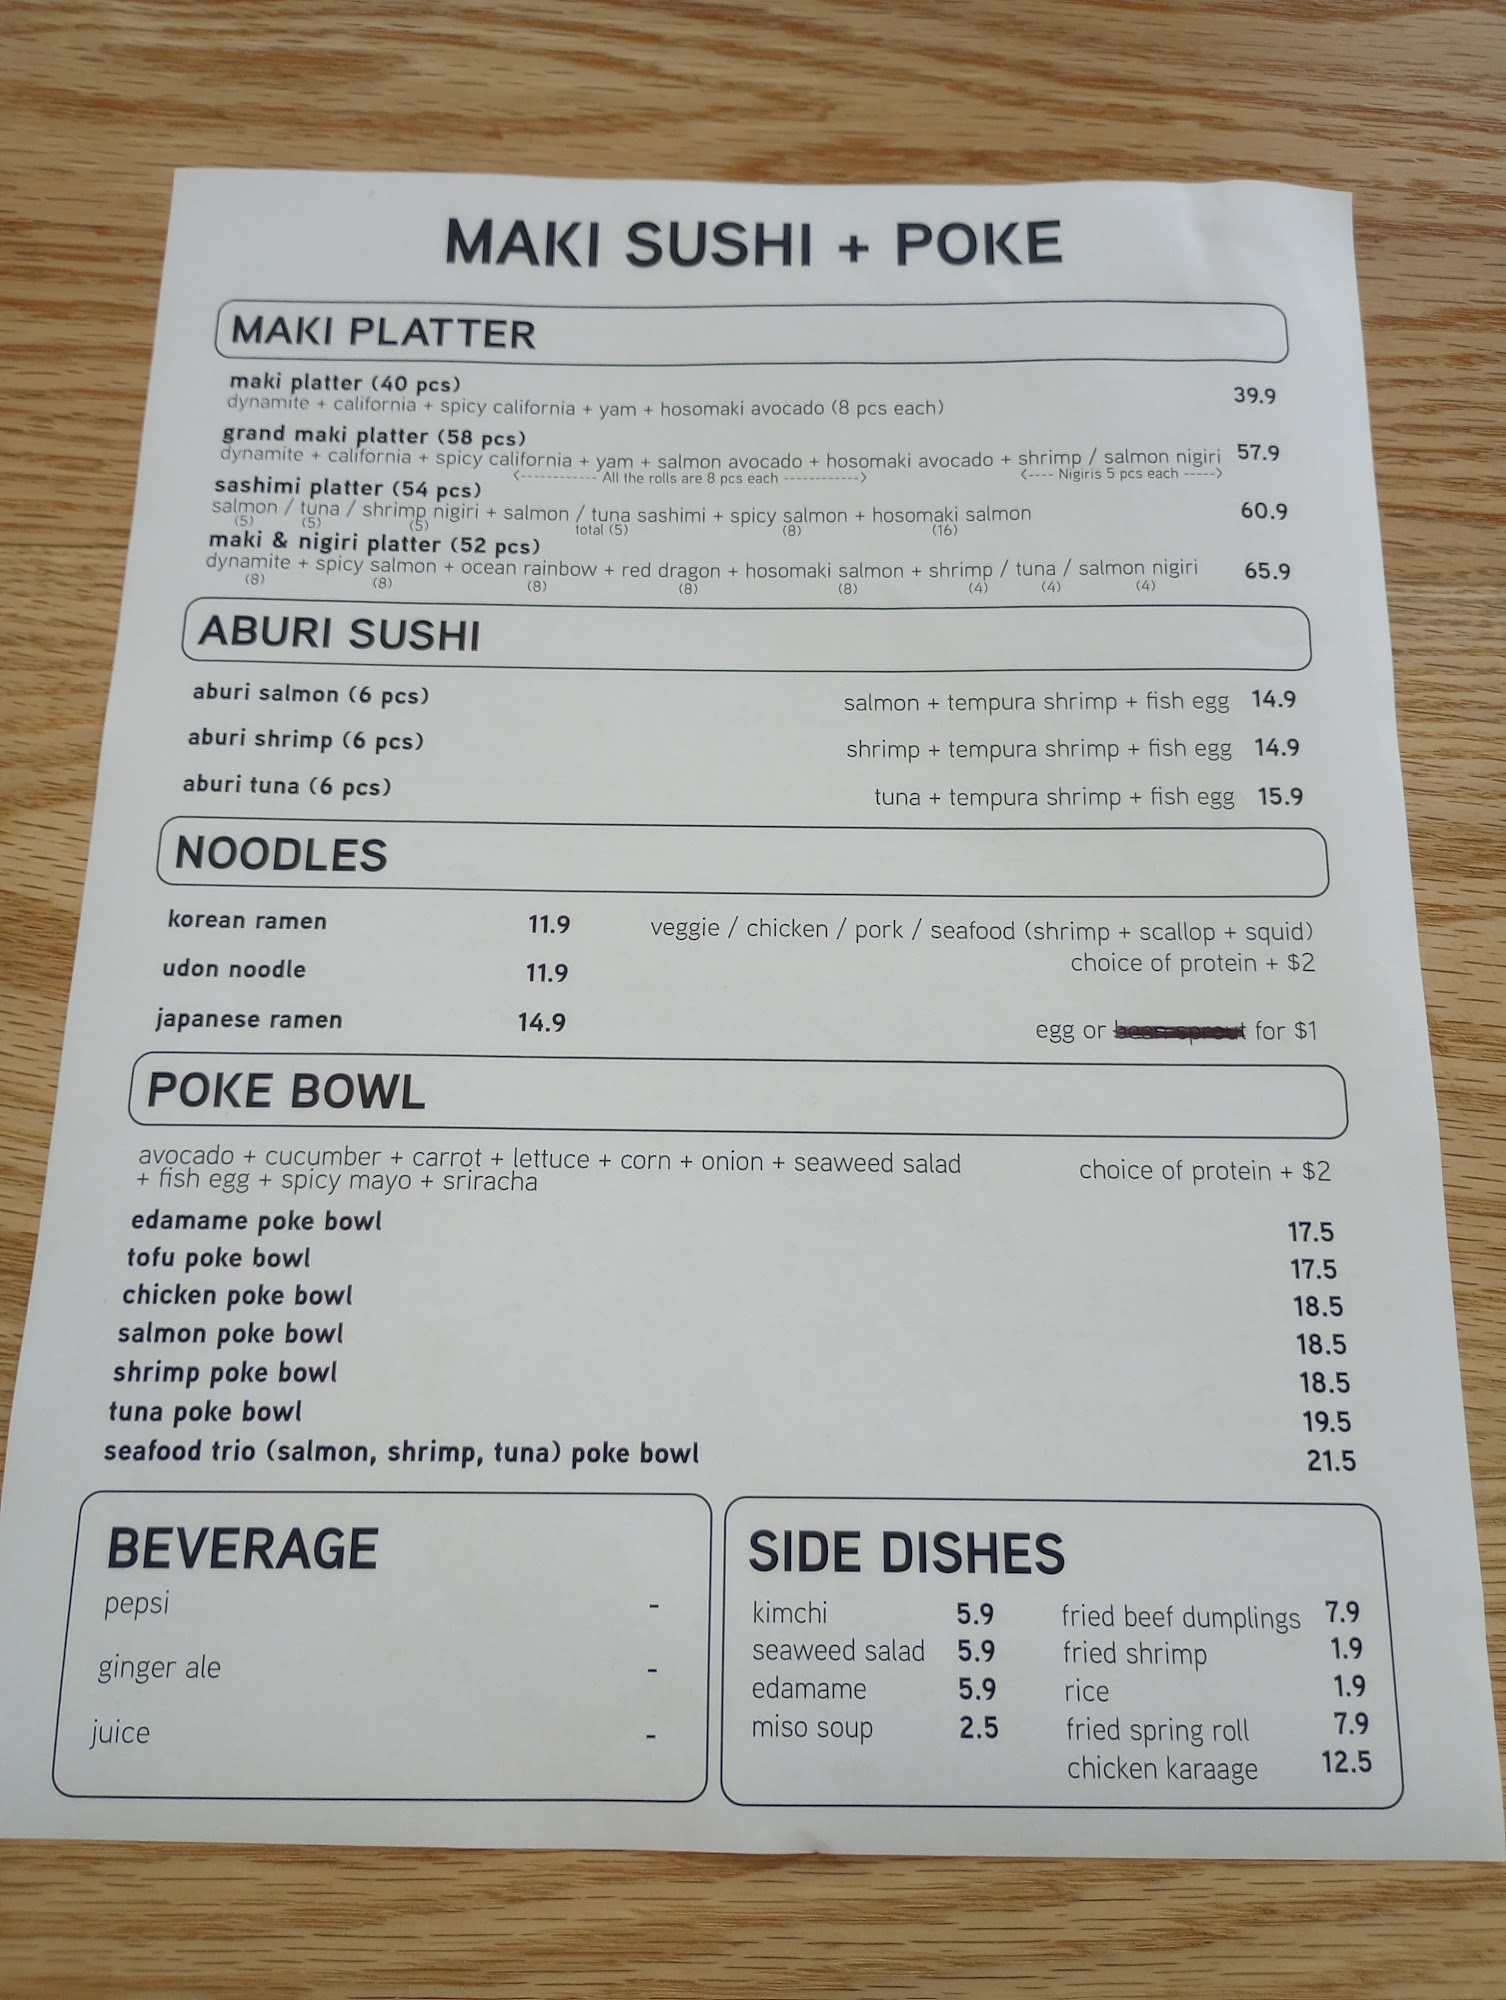 MAKI SUSHI + POKE
MAKI PLATTER
maki platter (40 pcs) 39.9
dynamite + california + spicy california + yam + hosomaki avocado (8 pcs each)
grand maki platter (58 pcs) 57.9
dynamite + california + spicy california + yam + salmon avocado + hosomaki avocado + shrimp / salmon nigiri
<------------ All the rolls are 8 pcs each ------------> <---- Nigiris 5 pcs each ----->
sashimi platter (54 pcs) 60.9
salmon / tuna / shrimp nigiri + salmon / tuna sashimi + spicy salmon + hosomaki salmon
(5) (5) (5) total (5) (8) (16)
maki & nigiri platter (52 pcs) 65.9
dynamite + spicy salmon + ocean rainbow + red dragon + hosomaki salmon + shrimp / tuna / salmon nigiri
(8) (8) (8) (8) (8) (4) (4) (4)
ABURI SUSHI
aburi salmon (6 pcs) salmon + tempura shrimp + fish egg 14.9
aburi shrimp (6 pcs) shrimp + tempura shrimp + fish egg 14.9
aburi tuna (6 pcs) tuna + tempura shrimp + fish egg 15.9
NOODLES
korean ramen 11.9 veggie / chicken / pork / seafood (shrimp + scallop + squid)
udon noodle 11.9 choice of protein + $2
japanese ramen 14.9 egg or bean sprout for $1
POKE BOWL
avocado + cucumber + carrot + lettuce + corn + onion + seaweed salad choice of protein + $2
+ fish egg + spicy mayo + sriracha
edamame poke bowl 17.5
tofu poke bowl 17.5
chicken poke bowl 18.5
salmon poke bowl 18.5
shrimp poke bowl 18.5
tuna poke bowl 19.5
seafood trio (salmon, shrimp, tuna) poke bowl 21.5
BEVERAGE
pepsi -
ginger ale -
juice -
SIDE DISHES
kimchi 5.9
seaweed salad 5.9
edamame 5.9
miso soup 2.5
fried beef dumplings 7.9
fried shrimp 1.9
rice 1.9
fried spring roll 7.9
chicken karaage 12.5